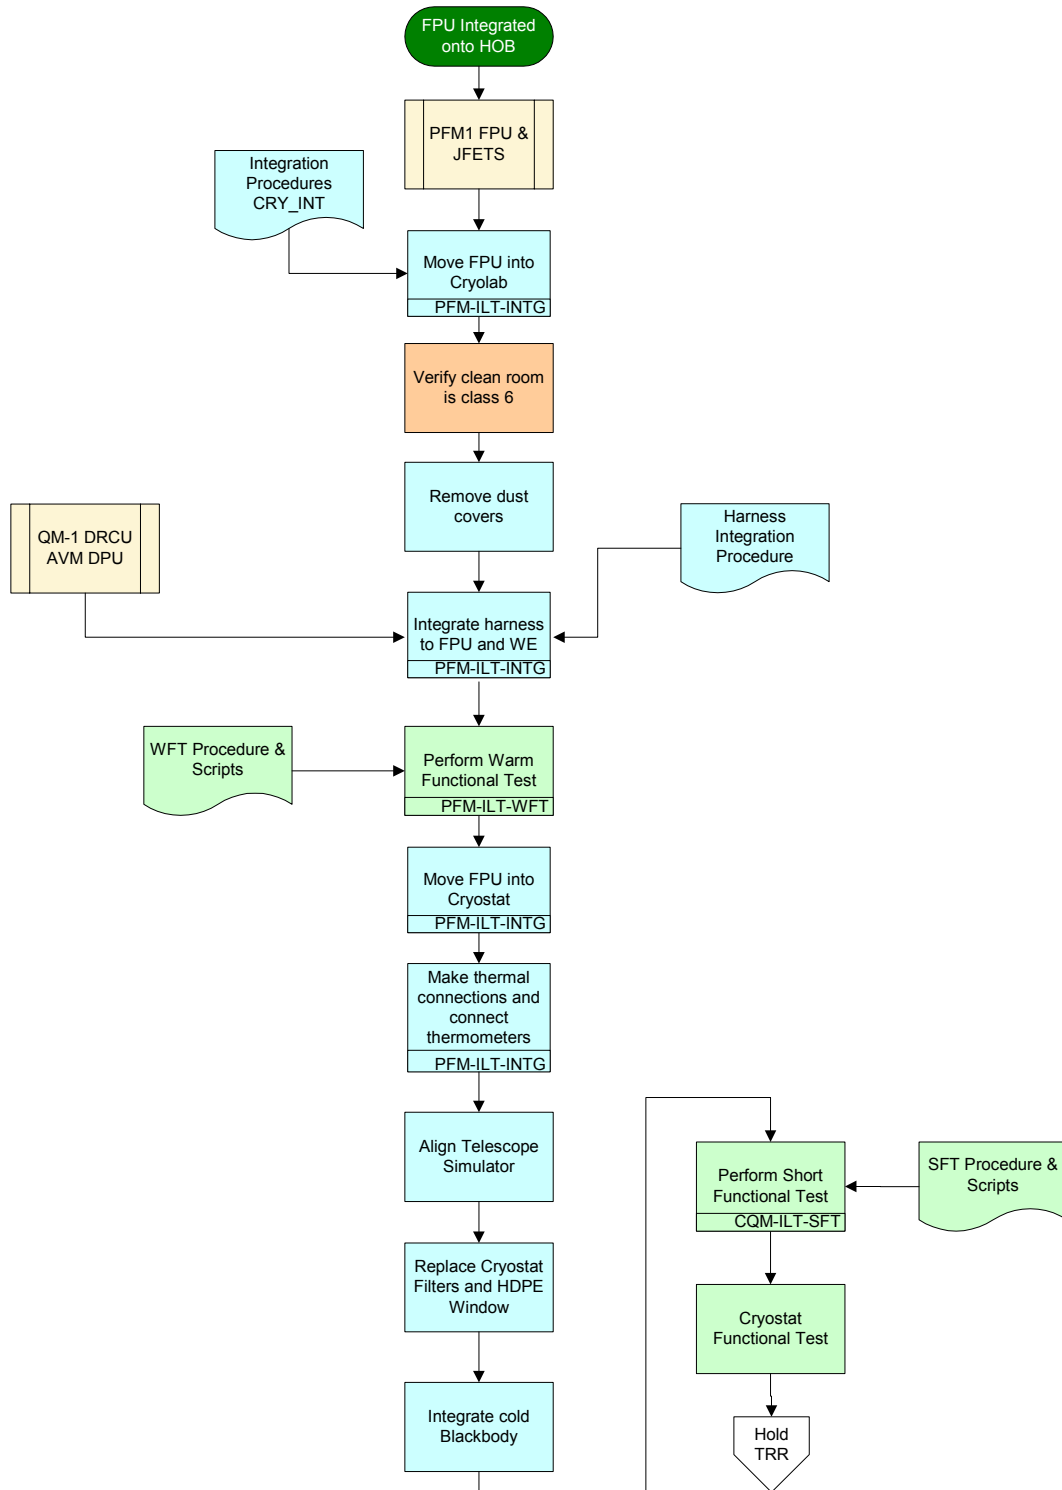 FPU Integrated
onto HOB
PFM1 FPU &
JFETS
Integration
Procedures
CRY_INT
Move FPU into
Cryolab
PFM-ILT-INTG
Verify clean room
is class 6
Remove dust
covers
QM-1 DRCU
AVM DPU
Harness
Integration
Procedure
Integrate harness
to FPU and WE
PFM-ILT-INTG
WFT Procedure &
Scripts
Perform Warm
Functional Test
PFM-ILT-WFT
Move FPU into
Cryostat
PFM-ILT-INTG
Make thermal
connections and
connect
thermometers
PFM-ILT-INTG
Align Telescope
Simulator
Replace Cryostat
Filters and HDPE
Window
Integrate cold
Blackbody
Perform Short
Functional Test
CQM-ILT-SFT
SFT Procedure &
Scripts
Cryostat
Functional Test
Hold
TRR